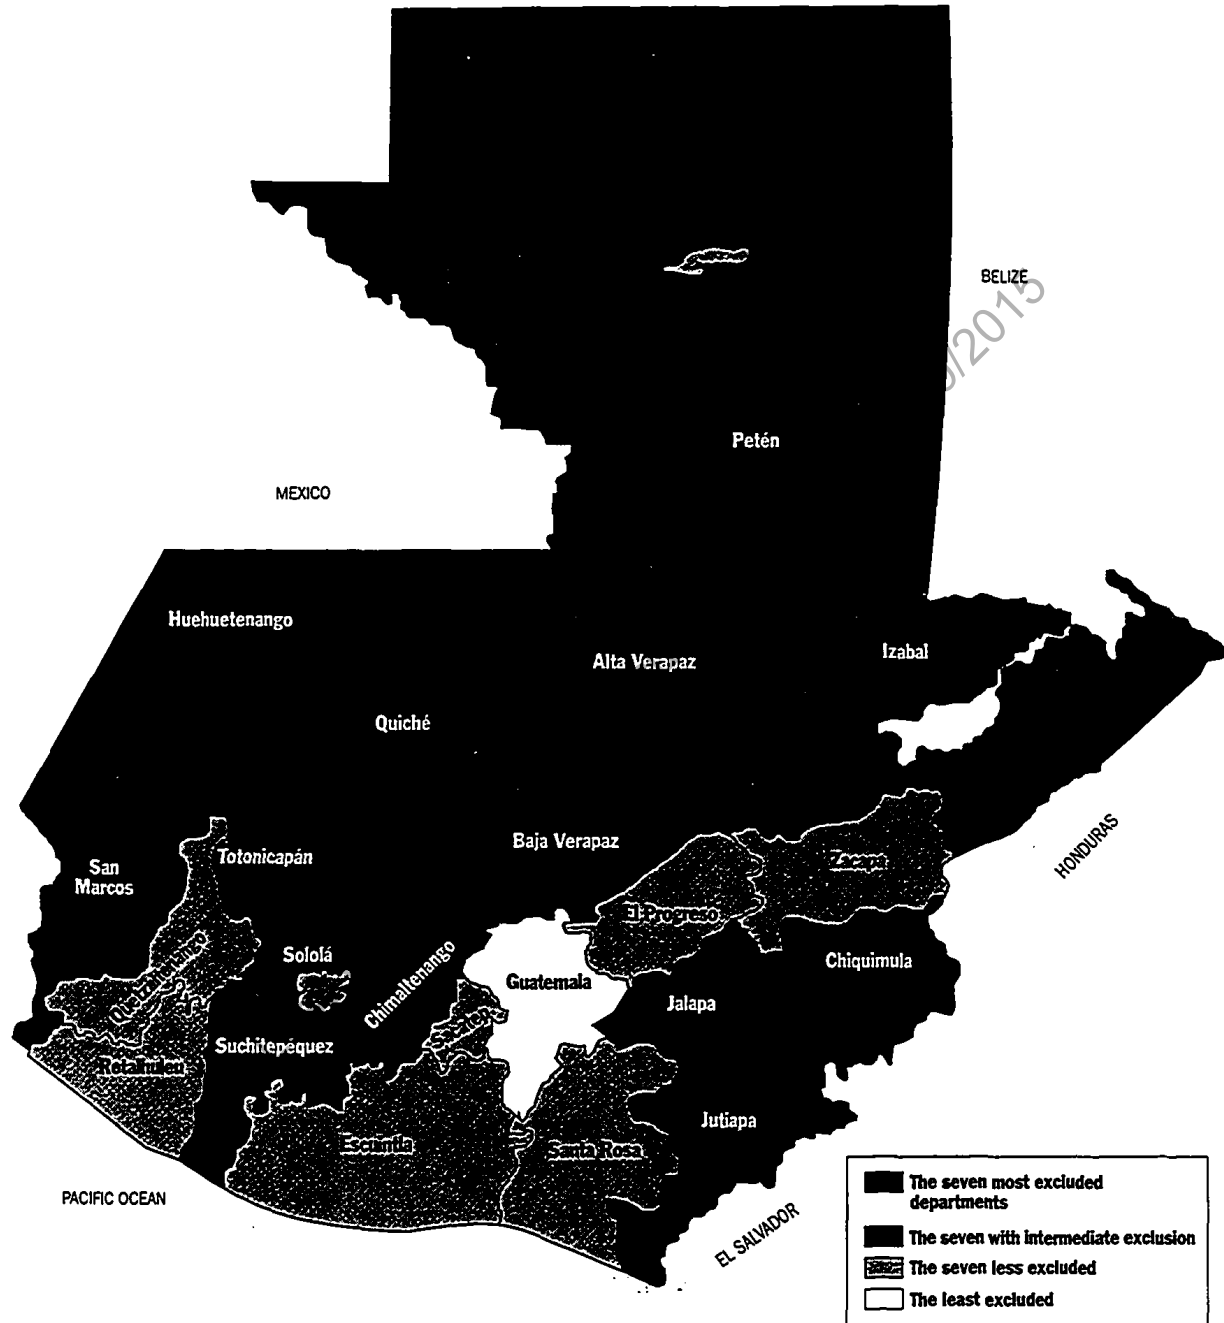 BELIZE
/2015
Petén
MEXICO
Huehuetenango
Alta Verapaz
Izabal
Quiché
HONDURAS
Baja Verapaz
Totonicapán
San
Marcos
Zacapa
El Progreso
Sololá
Chimaltenango
Guatemala
Chiquimula
Jalapa
Suchitepéquez
Escuintla
Santa Rosa
Jutiapa
PACIFIC OCEAN
EL SALVADOR
The seven most excluded
departments
The seven with intermediate exclusion
The seven less excluded
The least excluded